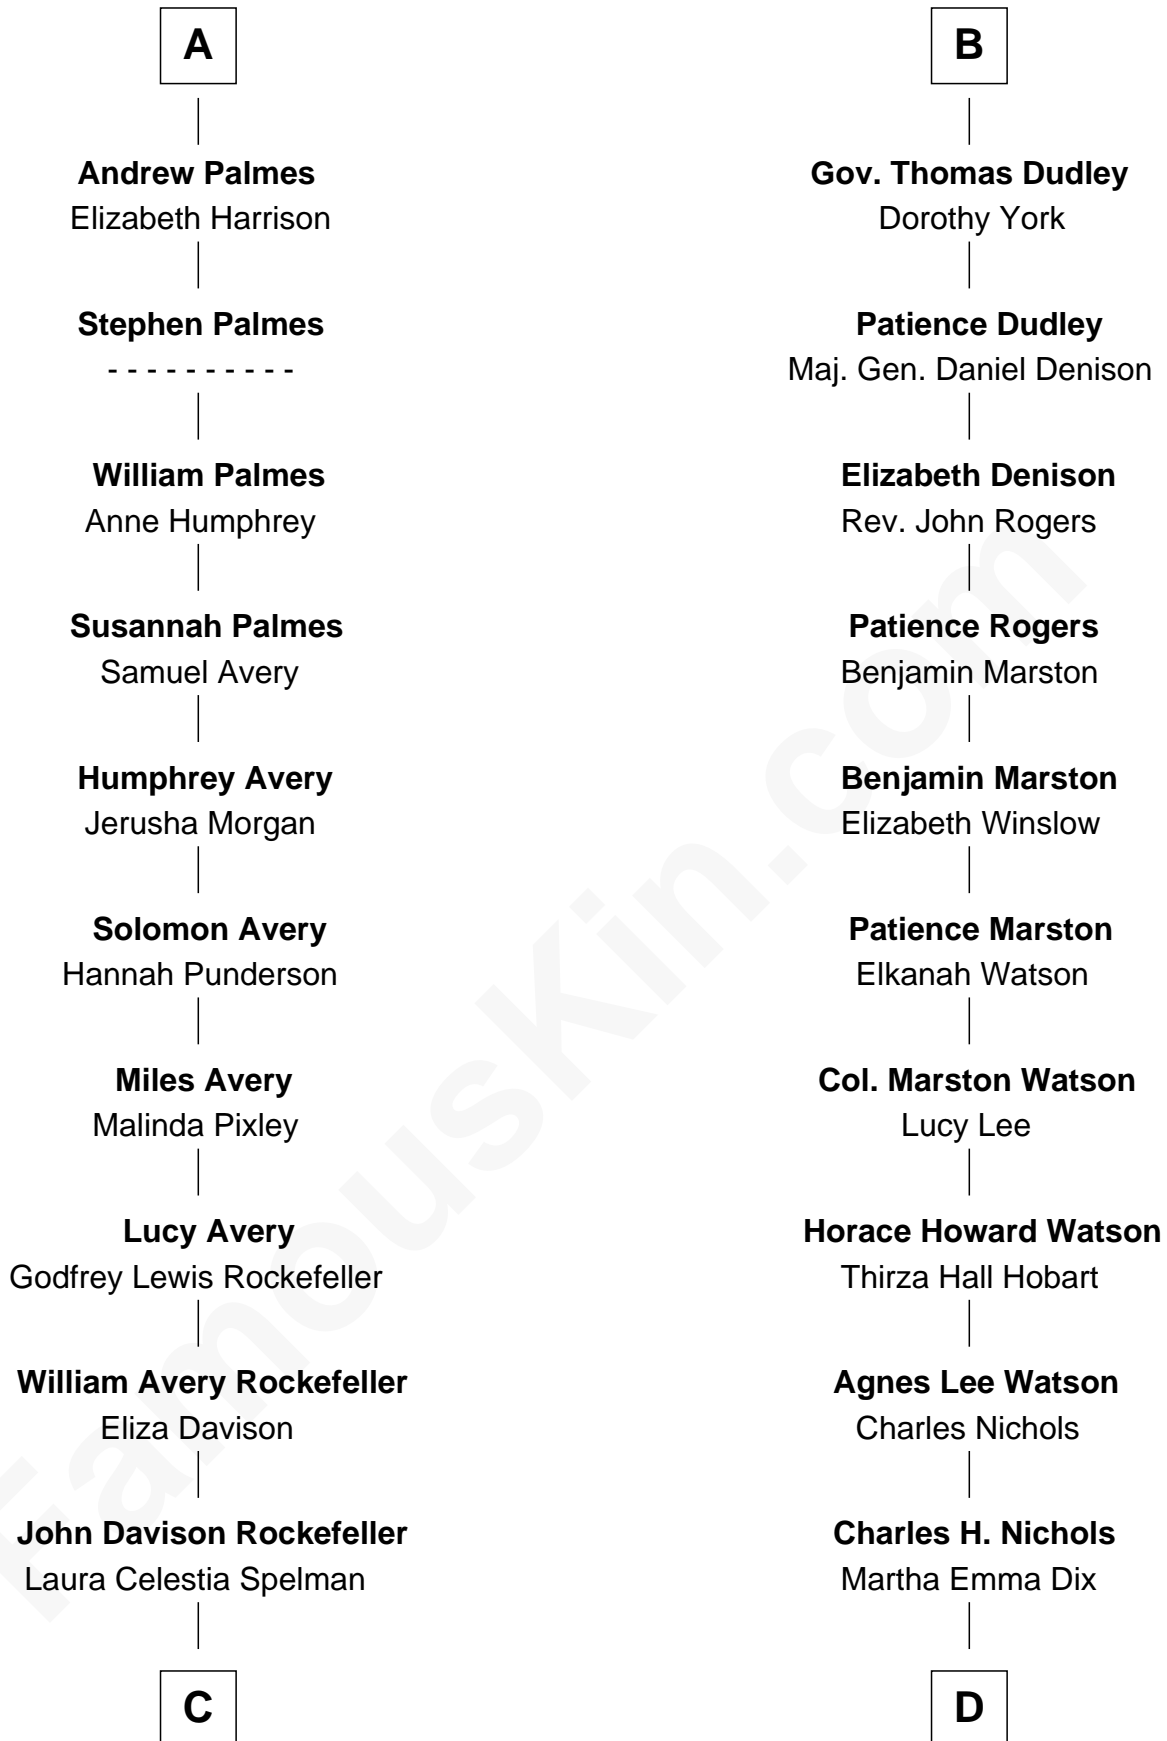 A
Andrew Palmes
Elizabeth Harrison
Stephen Palmes
- - - - - - - - - -
William Palmes
Anne Humphrey
Susannah Palmes
Samuel Avery
Humphrey Avery
Jerusha Morgan
Solomon Avery
Hannah Punderson
Miles Avery
Malinda Pixley
Lucy Avery
Godfrey Lewis Rockefeller
William Avery Rockefeller
Eliza Davison
John Davison Rockefeller
Laura Celestia Spelman
C
B
Gov. Thomas Dudley
Dorothy York
Patience Dudley
Maj. Gen. Daniel Denison
Elizabeth Denison
Rev. John Rogers
Patience Rogers
Benjamin Marston
Benjamin Marston
Elizabeth Winslow
Patience Marston
Elkanah Watson
Col. Marston Watson
Lucy Lee
Horace Howard Watson
Thirza Hall Hobart
Agnes Lee Watson
Charles Nichols
Charles H. Nichols
Martha Emma Dix
D
FamousKin.com